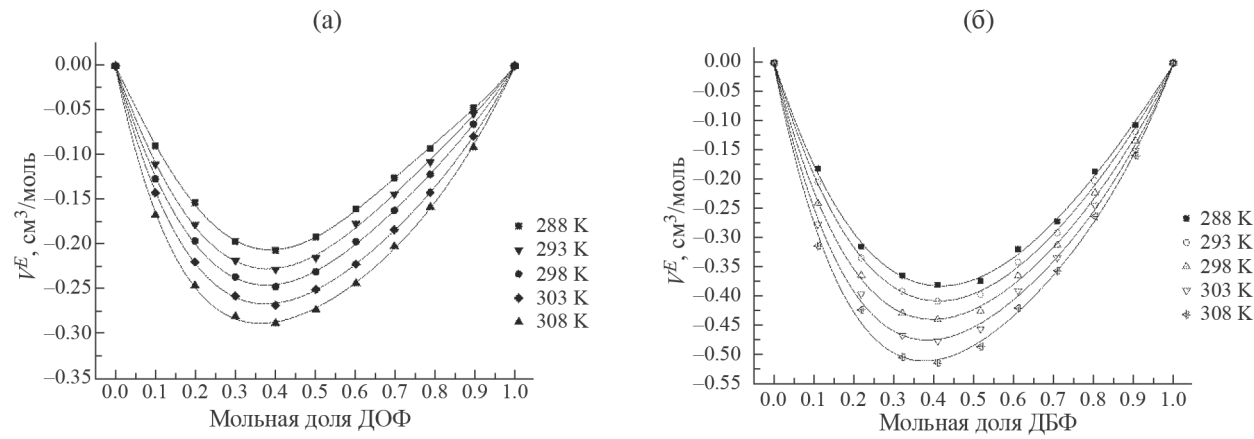 (а)
0.00
–0.05
–0.10
–0.15
–0.20
–0.25
–0.30
–0.35
V^E, см³/моль
0.0 0.1 0.2 0.3 0.4 0.5 0.6 0.7 0.8 0.9 1.0
Мольная доля ДОФ
288 K
293 K
298 K
303 K
308 K
(б)
0.00
–0.05
–0.10
–0.15
–0.20
–0.25
–0.30
–0.35
–0.40
–0.45
–0.50
–0.55
V^E, см³/моль
0.0 0.1 0.2 0.3 0.4 0.5 0.6 0.7 0.8 0.9 1.0
Мольная доля ДБФ
288 K
293 K
298 K
303 K
308 K